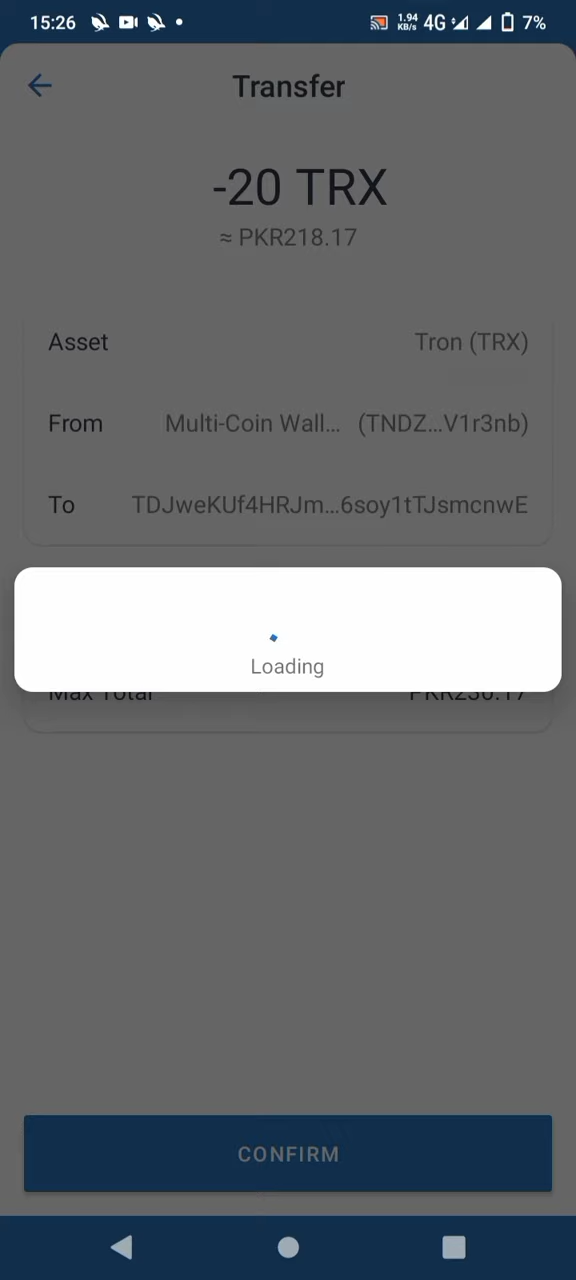 15:26 1.94 KB/s 4G 7%
Transfer
-20 TRX
≈ PKR218.17
Asset Tron (TRX)
From Multi-Coin Wall... (TNDZ...V1r3nb)
To TDJweKUf4HRJm...6soy1tTJsmcnwE
Loading
Max Total PKR236.17
CONFIRM